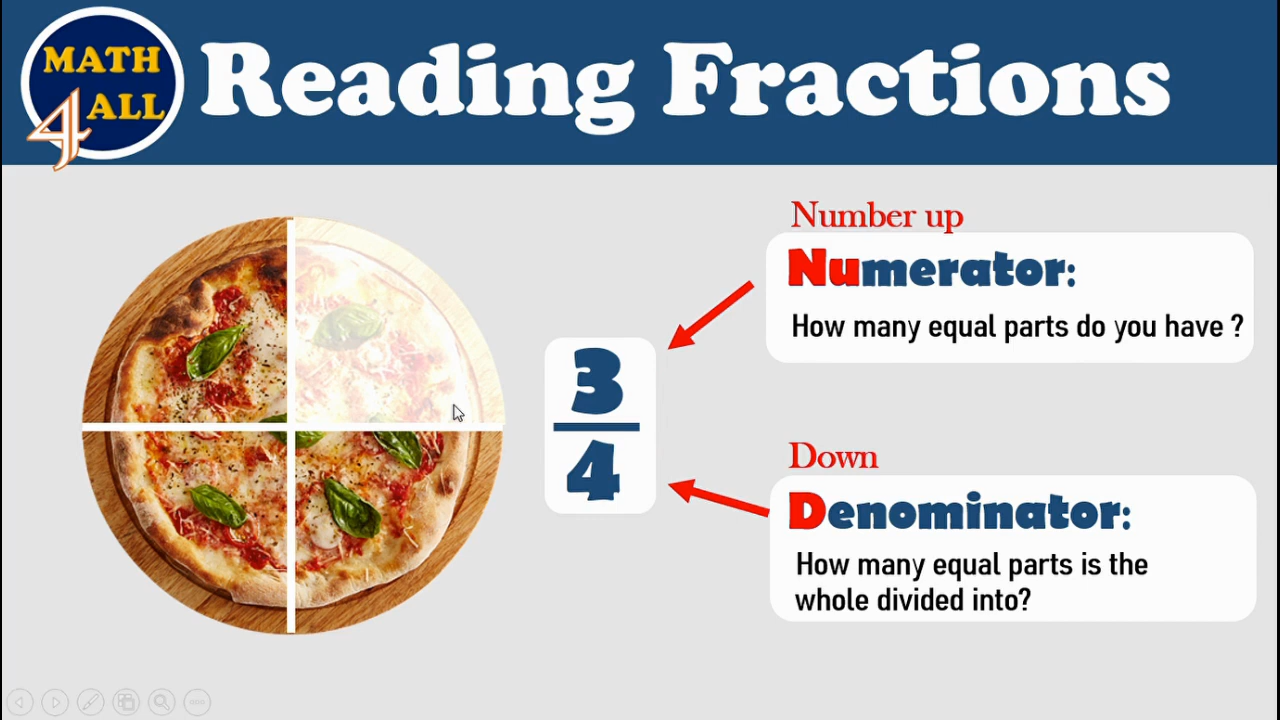 MATH
4 ALL
Reading Fractions
Number up
Numerator:
How many equal parts do you have ?
3
4
Down
Denominator:
How many equal parts is the
whole divided into?